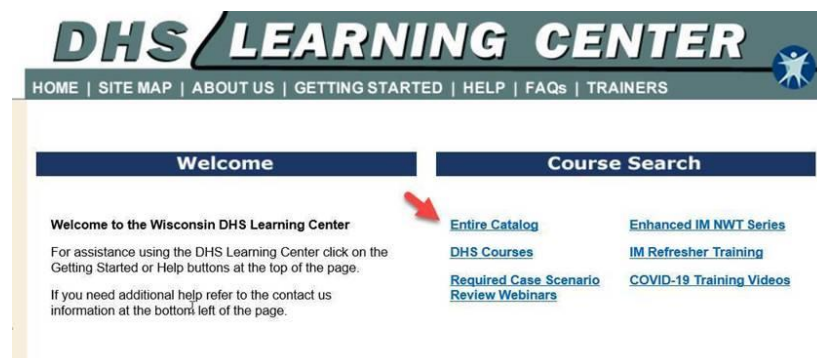 DHS/LEARNING CENTER
HOME | SITE MAP | ABOUT US | GETTING STARTED | HELP | FAQs | TRAINERS
Welcome
Welcome to the Wisconsin DHS Learning Center
For assistance using the DHS Learning Center click on the
Getting Started or Help buttons at the top of the page.
If you need additional help refer to the contact us
information at the bottom left of the page.
Course Search
Entire Catalog
DHS Courses
Required Case Scenario
Review Webinars
Enhanced IM NWT Series
IM Refresher Training
COVID-19 Training Videos